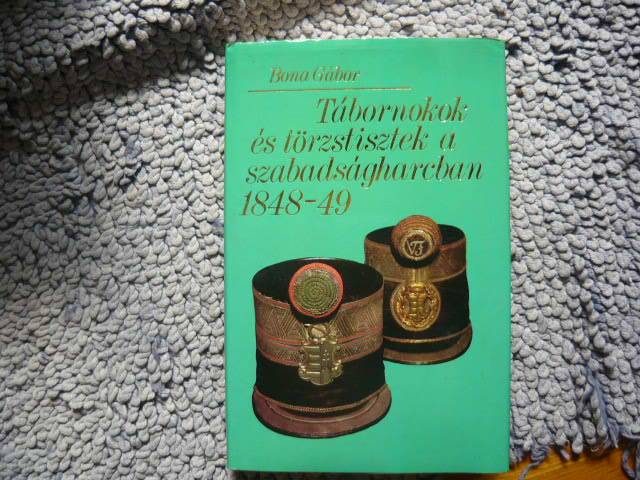 Bona Gábor
Tábornokok
és törzstisztek a
szabadságharcban
1848-49